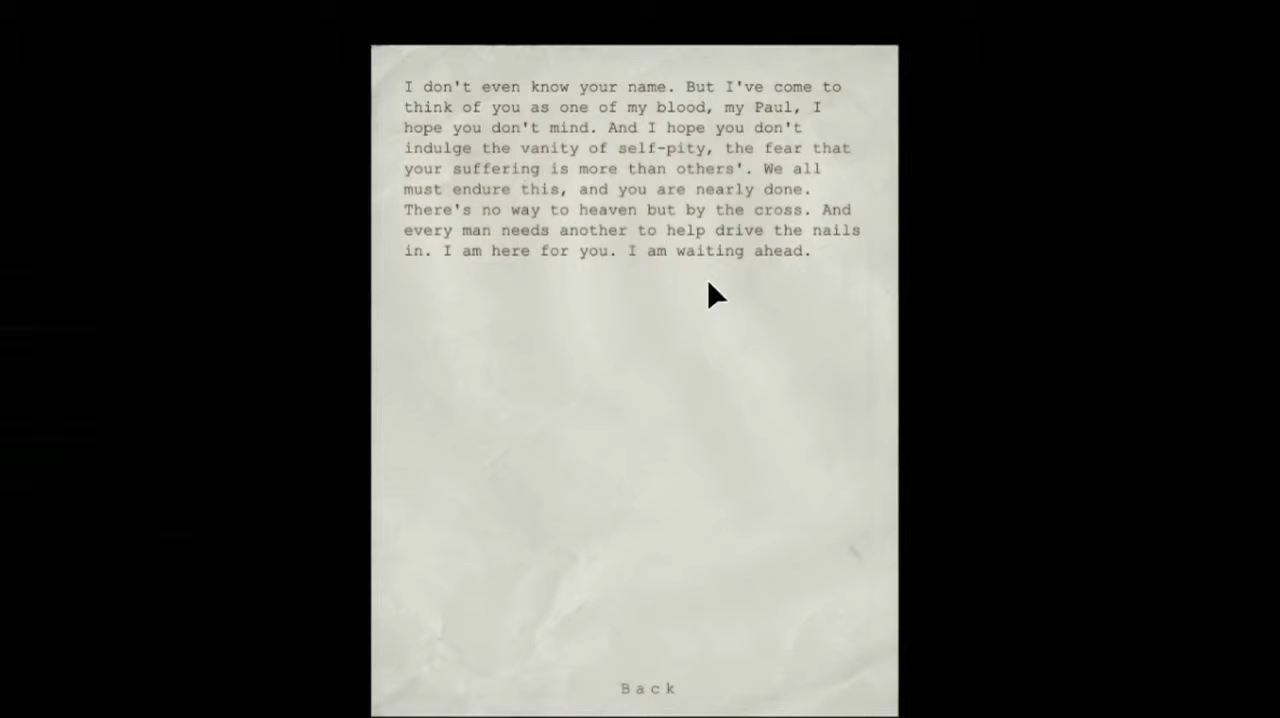 I don't even know your name. But I've come to
think of you as one of my blood, my Paul, I
hope you don't mind. And I hope you don't
indulge the vanity of self-pity, the fear that
your suffering is more than others'. We all
must endure this, and you are nearly done.
There's no way to heaven but by the cross. And
every man needs another to help drive the nails
in. I am here for you. I am waiting ahead.
Back